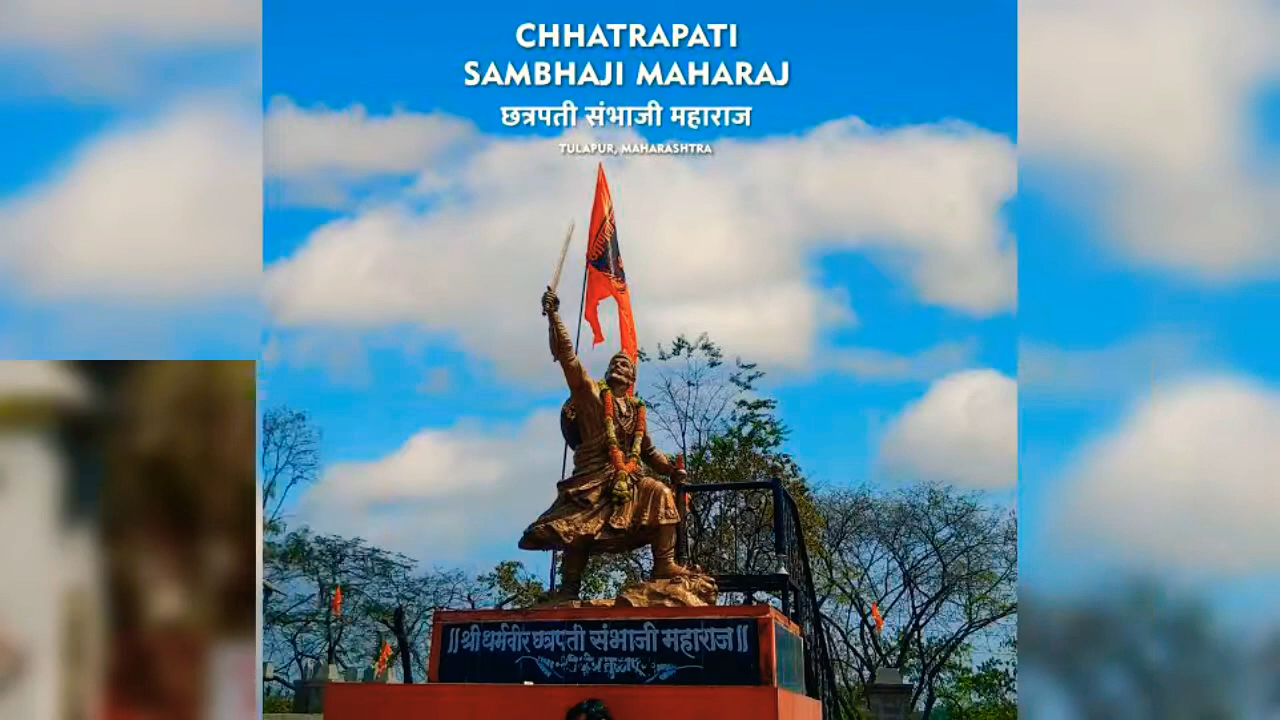 CHHATRAPATI
SAMBHAJI MAHARAJ
छत्रपती संभाजी महाराज
TULAPUR, MAHARASHTRA
॥श्री धर्मवीर छत्रपती संभाजी महाराज॥